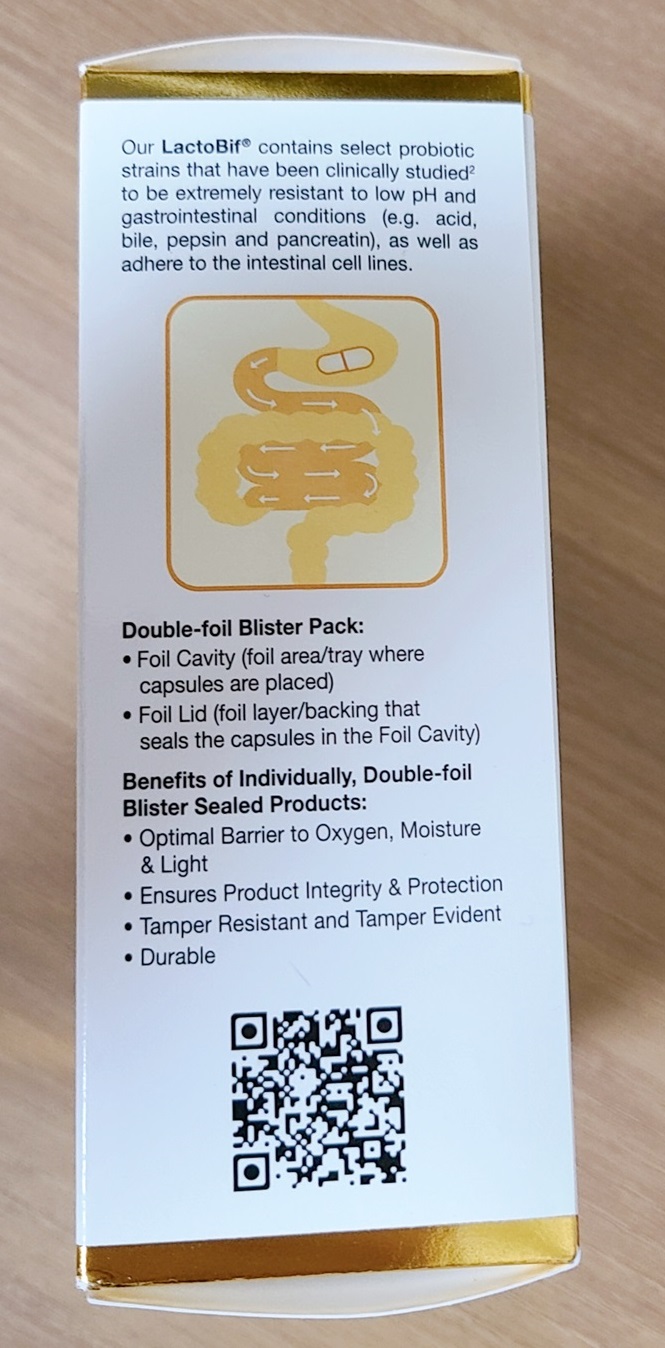 Our LactoBif® contains select probiotic
strains that have been clinically studied²
to be extremely resistant to low pH and
gastrointestinal conditions (e.g. acid,
bile, pepsin and pancreatin), as well as
adhere to the intestinal cell lines.
Double-foil Blister Pack:
• Foil Cavity (foil area/tray where
capsules are placed)
• Foil Lid (foil layer/backing that
seals the capsules in the Foil Cavity)
Benefits of Individually, Double-foil
Blister Sealed Products:
• Optimal Barrier to Oxygen, Moisture
& Light
• Ensures Product Integrity & Protection
• Tamper Resistant and Tamper Evident
• Durable